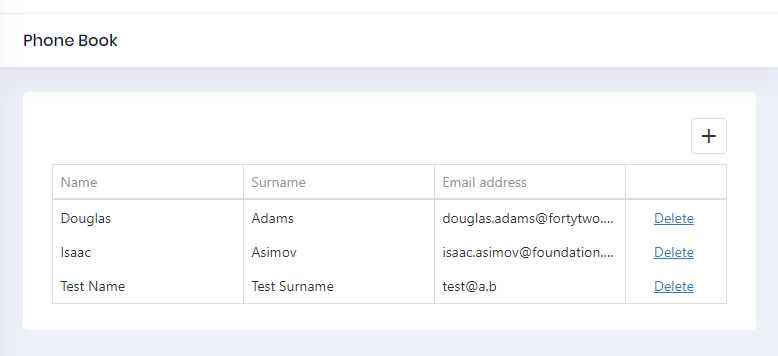 Phone Book
+
Name Surname Email address
Douglas Adams douglas.adams@fortytwo.... Delete
Isaac Asimov isaac.asimov@foundation.... Delete
Test Name Test Surname test@a.b Delete